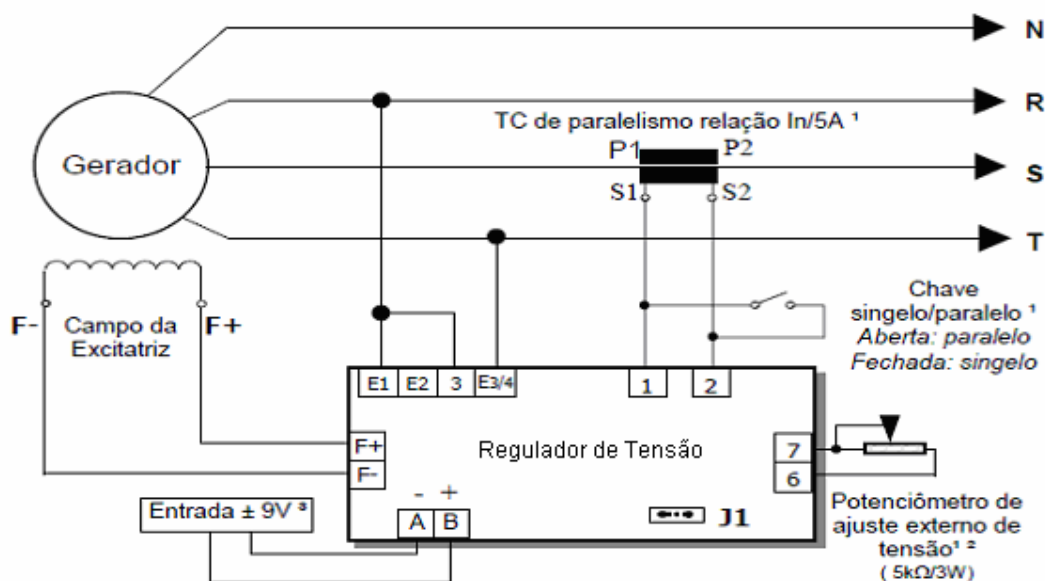 N
R
TC de paralelismo relação In/5A ¹
P1
P2
Gerador
S
S1
S2
T
F-
Campo da
Excitatriz
F+
Chave
singelo/paralelo ¹
Aberta: paralelo
Fechada: singelo
E1
E2
3
E3/4
1
2
F+
F-
Regulador de Tensão
7
6
- +
Entrada ± 9V ³
A
B
J1
Potenciômetro de
ajuste externo de
tensão¹ ²
( 5kΩ/3W)